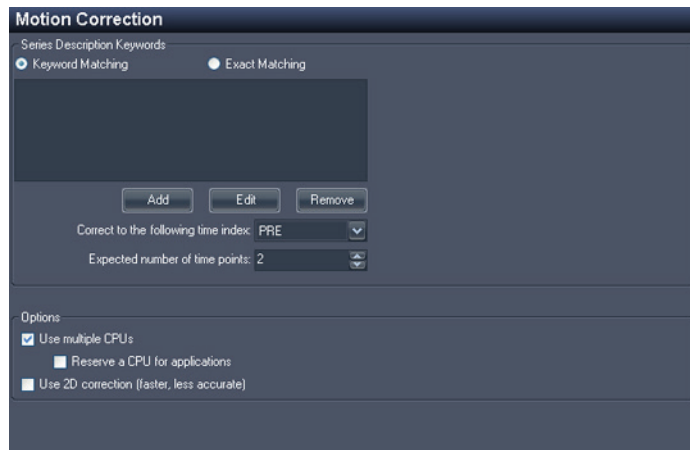 Motion Correction
Series Description Keywords
Keyword Matching Exact Matching
Add Edit Remove
Correct to the following time index: PRE
Expected number of time points: 2
Options
Use multiple CPUs
Reserve a CPU for applications
Use 2D correction (faster, less accurate)